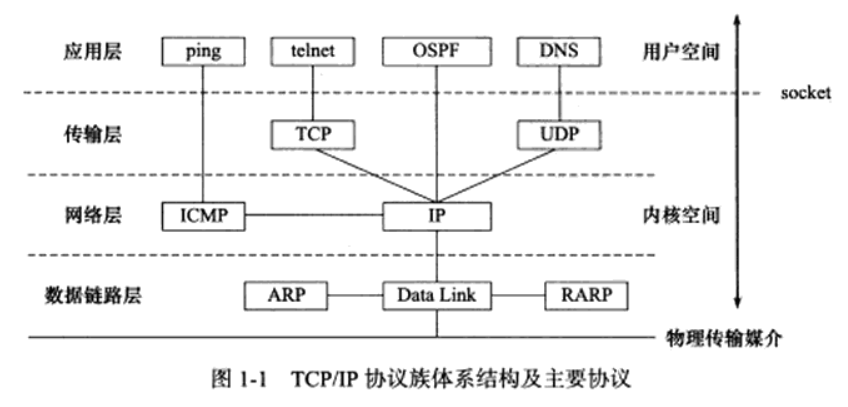 应用层 ping telnet OSPF DNS 用户空间
socket
传输层 TCP UDP
网络层 ICMP IP 内核空间
数据链路层 ARP Data Link RARP
物理传输媒介
图 1-1 TCP/IP 协议族体系结构及主要协议